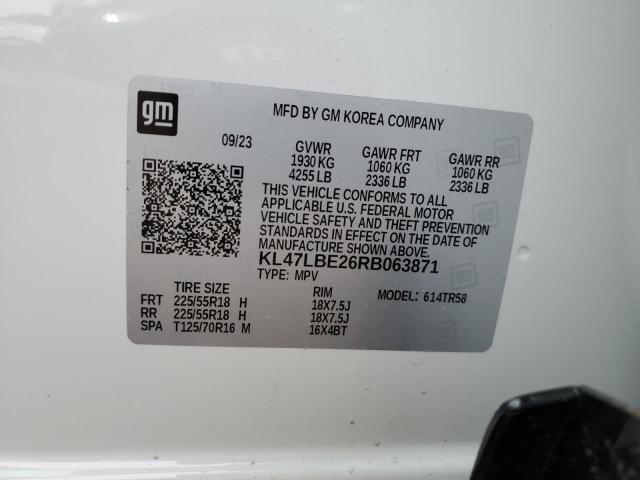 gm
MFD BY GM KOREA COMPANY
09/23 GVWR GAWR FRT GAWR RR
1930 KG 1060 KG 1060 KG
4255 LB 2336 LB 2336 LB
THIS VEHICLE CONFORMS TO ALL
APPLICABLE U.S. FEDERAL MOTOR
VEHICLE SAFETY AND THEFT PREVENTION
STANDARDS IN EFFECT ON THE DATE OF
MANUFACTURE SHOWN ABOVE.
KL47LBE26RB063871
TYPE: MPV
TIRE SIZE RIM MODEL: 614TR58
FRT 225/55R18 H 18X7.5J
RR 225/55R18 H 18X7.5J
SPA T125/70R16 M 16X4BT